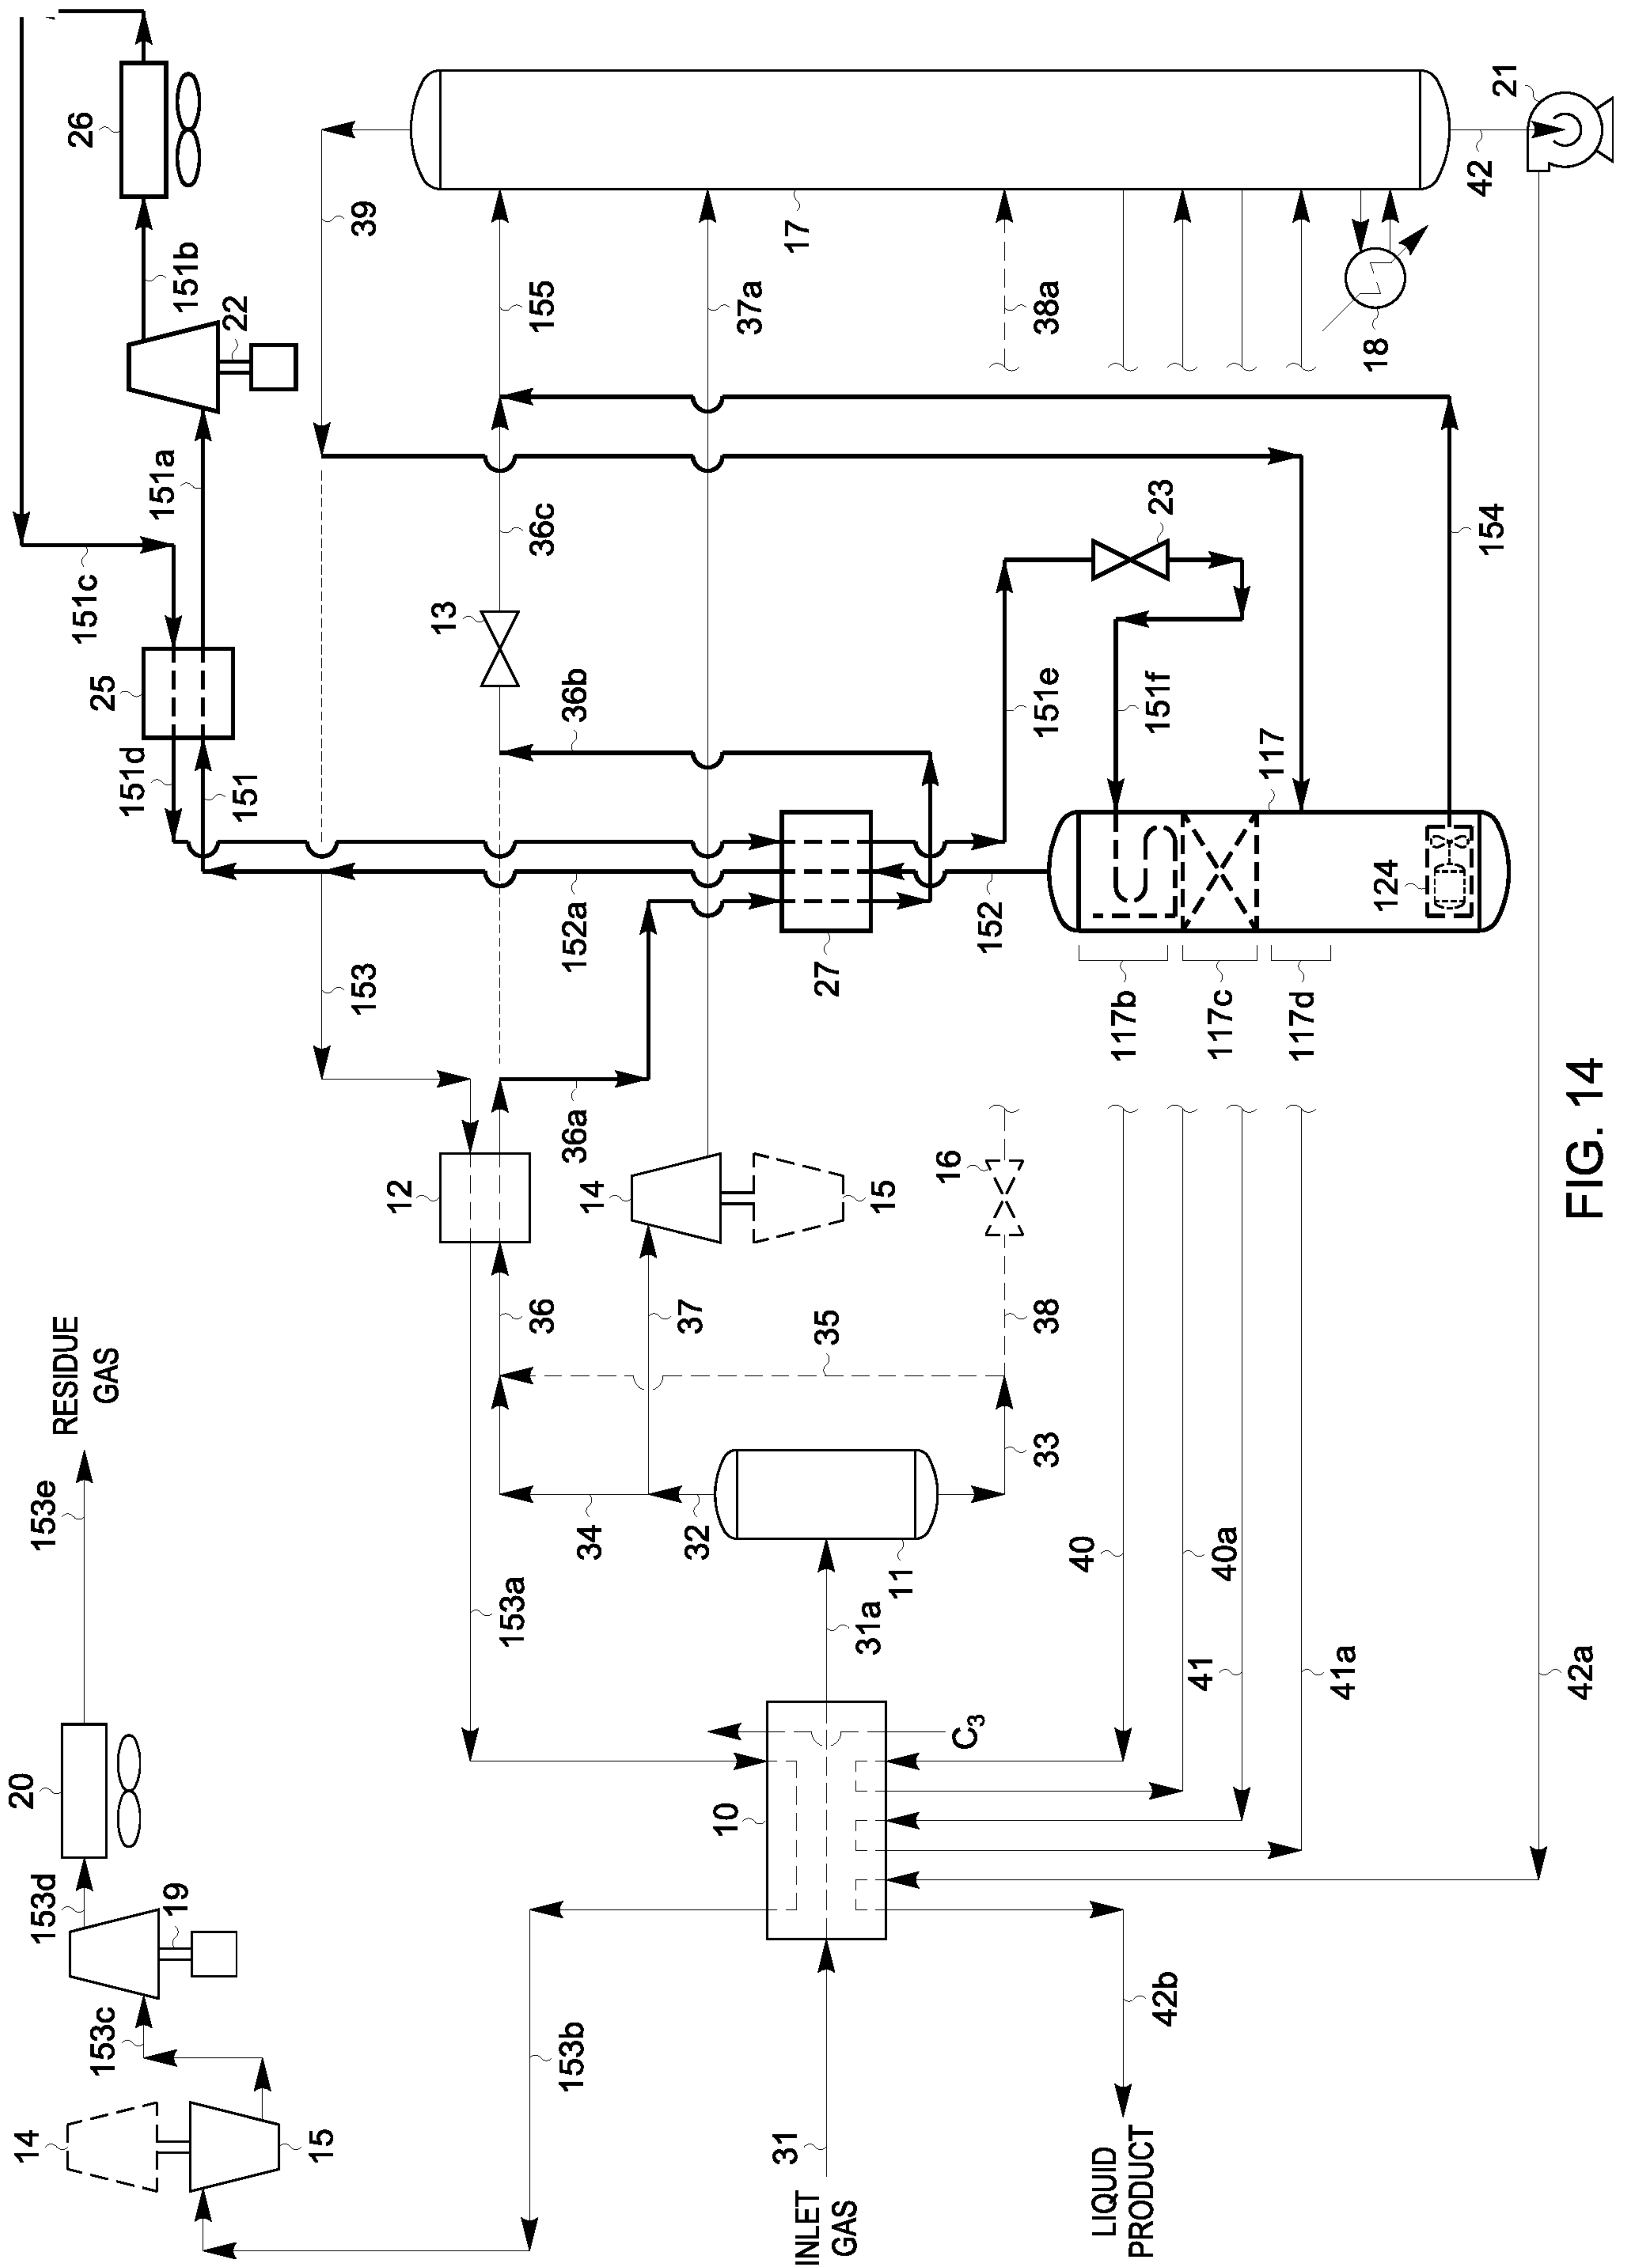 RESIDUE
GAS
INLET
GAS
LIQUID
PRODUCT
14
15
153c
19
153d
20
153e
153b
31
10
C3
42b
153a
31a
11
32
34
33
35
36
37
38
12
14
15
16
36a
40
40a
41
41a
42a
153
152a
27
152
117b
117c
117d
124
117
151d
151
25
151c
151a
36b
13
36c
151e
151f
23
154
22
151b
26
39
155
37a
38a
17
18
42
21
FIG. 14